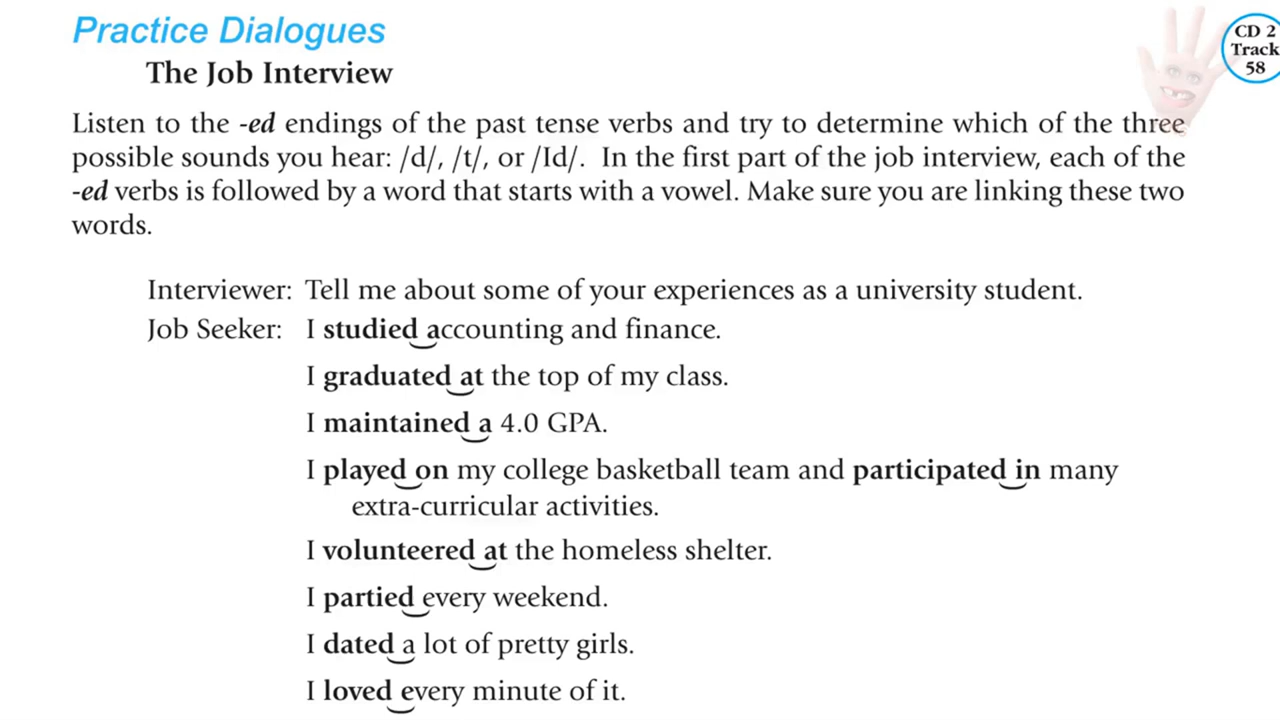 Practice Dialogues
CD 2
Track
58
The Job Interview
Listen to the -ed endings of the past tense verbs and try to determine which of the three
possible sounds you hear: /d/, /t/, or /Id/. In the first part of the job interview, each of the
-ed verbs is followed by a word that starts with a vowel. Make sure you are linking these two
words.
Interviewer: Tell me about some of your experiences as a university student.
Job Seeker: I studied accounting and finance.
I graduated at the top of my class.
I maintained a 4.0 GPA.
I played on my college basketball team and participated in many
extra-curricular activities.
I volunteered at the homeless shelter.
I partied every weekend.
I dated a lot of pretty girls.
I loved every minute of it.